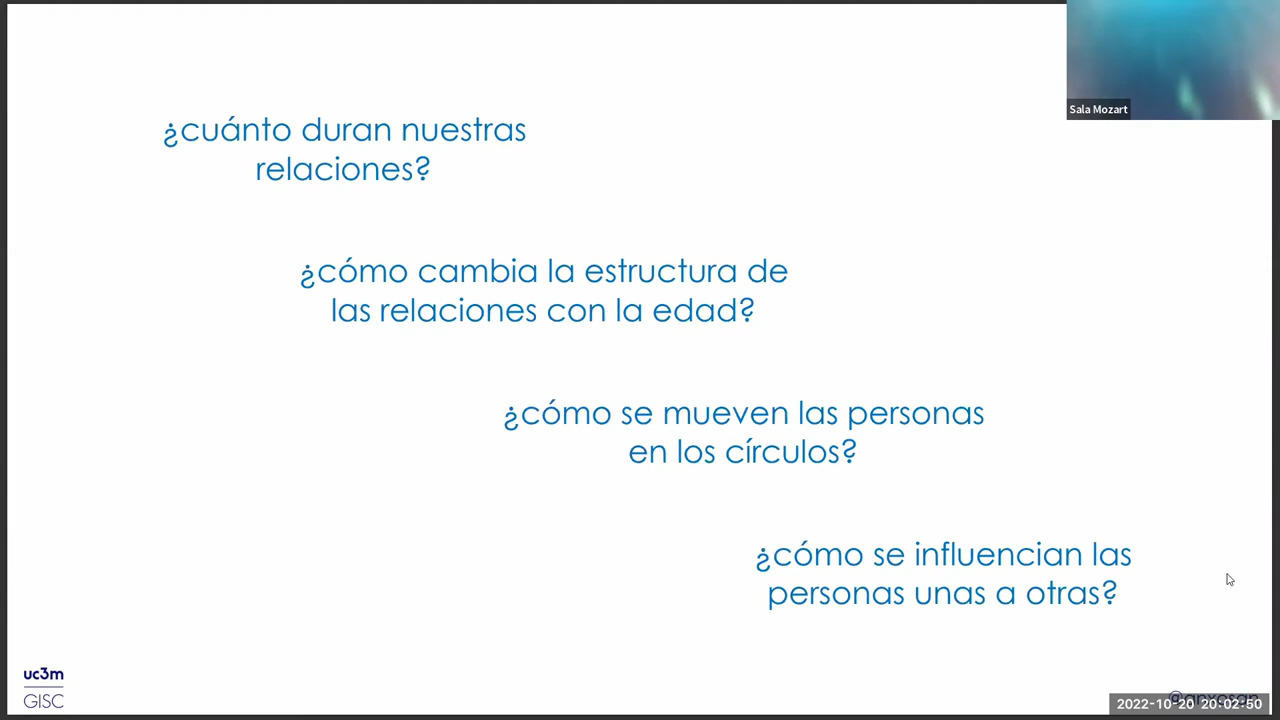 Sala Mozart
¿cuánto duran nuestras
relaciones?
¿cómo cambia la estructura de
las relaciones con la edad?
¿cómo se mueven las personas
en los círculos?
¿cómo se influencian las
personas unas a otras?
uc3m
GISC
2022-10-20 20:02:50